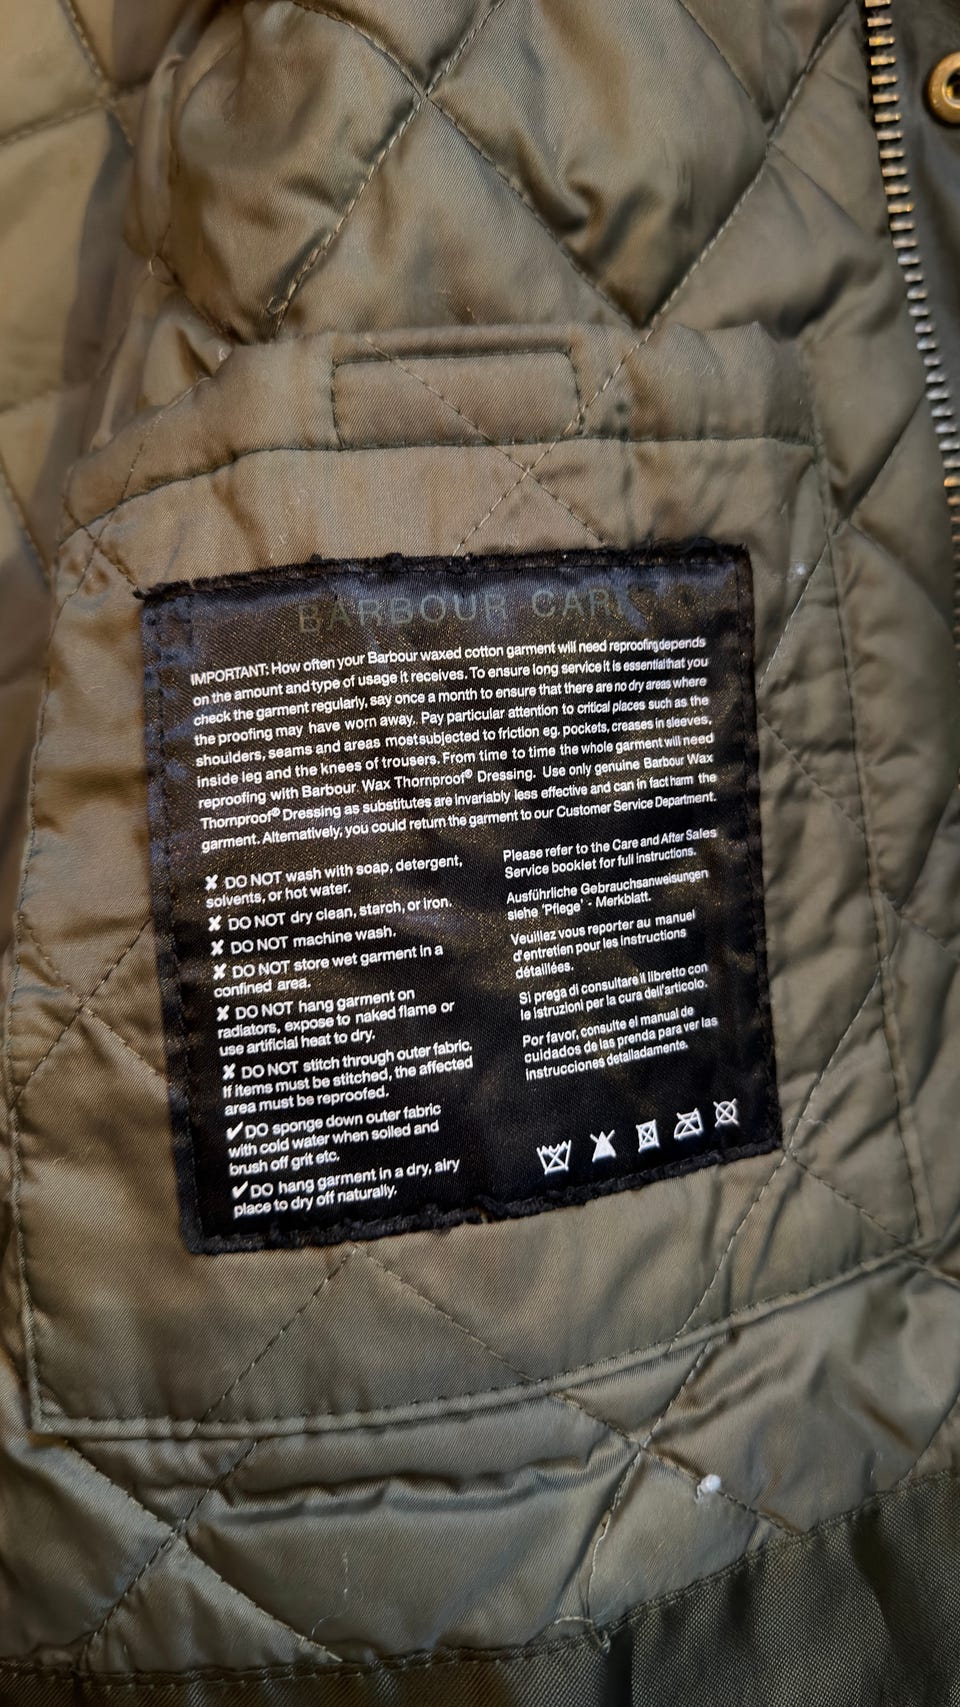 BARBOUR CARE
IMPORTANT: How often your Barbour waxed cotton garment will need reproofing depends
on the amount and type of usage it receives. To ensure long service it is essential that you
check the garment regularly, say once a month to ensure that there are no dry areas where
the proofing may have worn away. Pay particular attention to critical places such as the
shoulders, seams and areas most subjected to friction eg. pockets, creases in sleeves,
inside leg and the knees of trousers. From time to time the whole garment will need
reproofing with Barbour Wax Thornproof® Dressing. Use only genuine Barbour Wax
Thornproof® Dressing as substitutes are invariably less effective and can in fact harm the
garment. Alternatively, you could return the garment to our Customer Service Department.
✘ DO NOT wash with soap, detergent,
solvents, or hot water.
✘ DO NOT dry clean, starch, or iron.
✘ DO NOT machine wash.
✘ DO NOT store wet garment in a
confined area.
✘ DO NOT hang garment on
radiators, expose to naked flame or
use artificial heat to dry.
✘ DO NOT stitch through outer fabric.
If items must be stitched, the affected
area must be reproofed.
✔ DO sponge down outer fabric
with cold water when soiled and
brush off grit etc.
✔ DO hang garment in a dry, airy
place to dry off naturally.
Please refer to the Care and After Sales
Service booklet for full instructions.
Ausführliche Gebrauchsanweisungen
siehe 'Pflege' - Merkblatt.
Veuillez vous reporter au manuel
d'entretien pour les instructions
détaillées.
Si prega di consultare il libretto con
le istruzioni per la cura dell'articolo.
Por favor, consulte el manual de
cuidados de las prenda para ver las
instrucciones detalladamente.